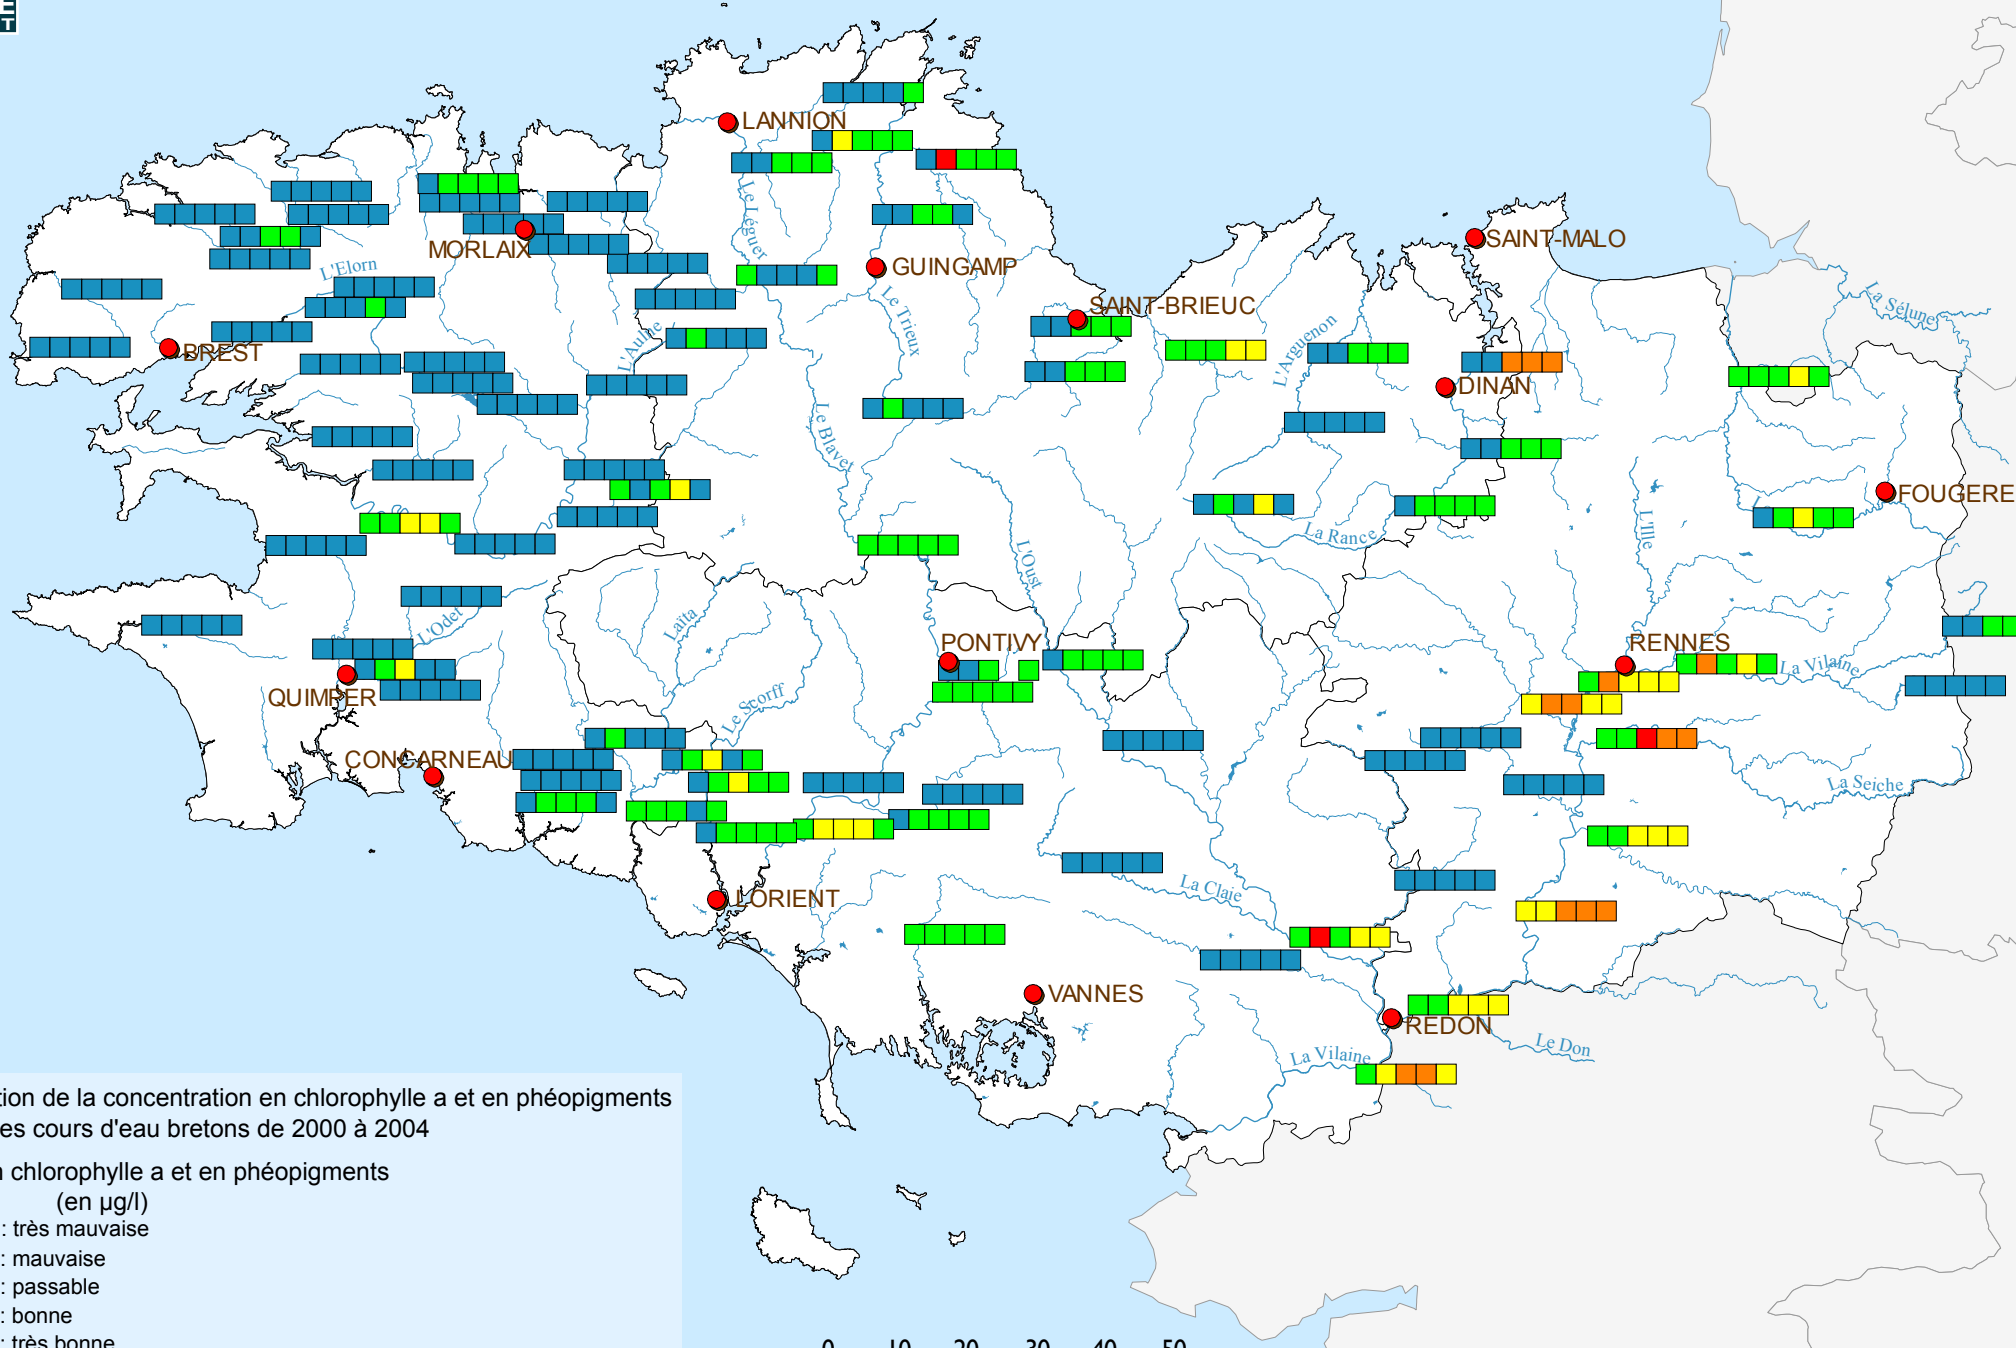 E
T
LANNION
MORLAIX
Le Léguer
L'Elorn
GUINGAMP
SAINT-MALO
Le Trieux
SAINT-BRIEUC
La Sélune
BREST
L'Aulne
L'Arguenon
DINAN
Le Blavet
FOUGERE
L'Ille
La Rance
L'Oust
L'Odet
Laïta
PONTIVY
RENNES
La Vilaine
QUIMPER
Le Scorff
CONCARNEAU
La Seiche
LORIENT
La Claie
VANNES
REDON
Le Don
La Vilaine
tion de la concentration en chlorophylle a et en phéopigments
es cours d'eau bretons de 2000 à 2004
n chlorophylle a et en phéopigments
(en µg/l)
: très mauvaise
: mauvaise
: passable
: bonne
: très bonne
0 10 20 30 40 50